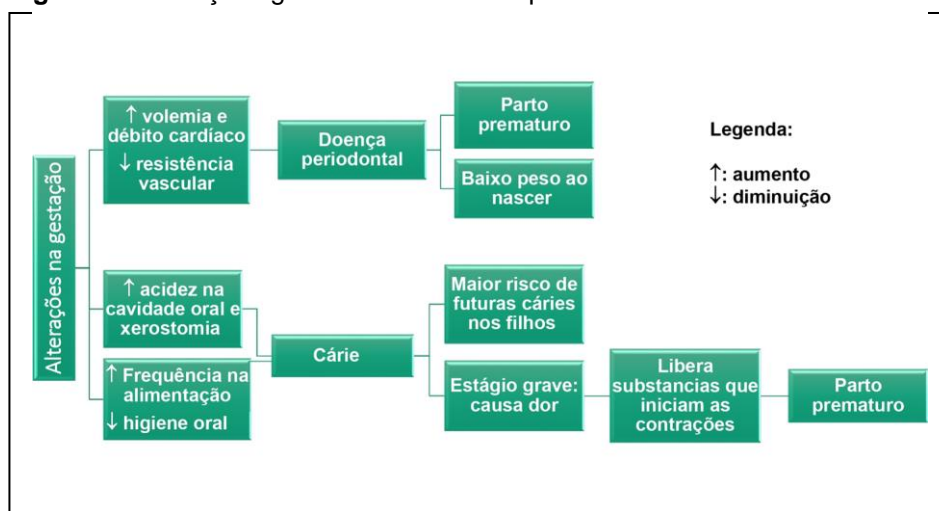 Alterações na gestação
↑ volemia e
débito cardíaco
↓ resistência
vascular
Doença
periodontal
Parto
prematuro
Baixo peso ao
nascer
Legenda:
↑: aumento
↓: diminuição
↑ acidez na
cavidade oral e
xerostomia
↑ Frequência na
alimentação
↓ higiene oral
Cárie
Maior risco de
futuras cáries
nos filhos
Estágio grave:
causa dor
Libera
substancias que
iniciam as
contrações
Parto
prematuro